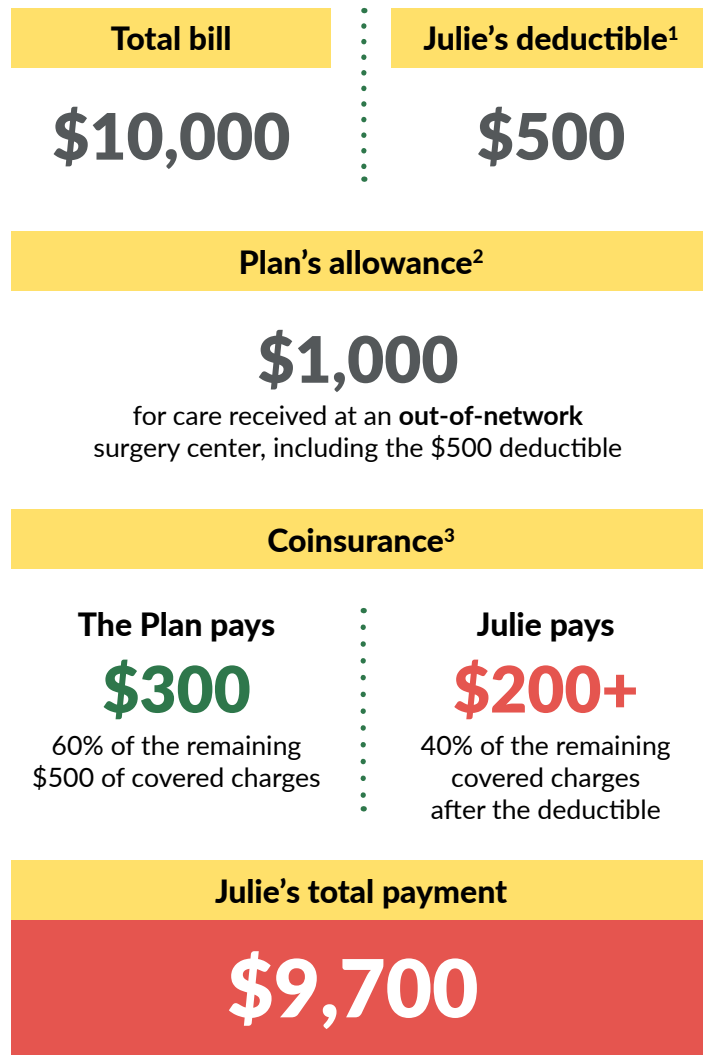 Total bill
Julie’s deductible¹
$10,000
$500
Plan’s allowance²
$1,000
for care received at an out-of-network
surgery center, including the $500 deductible
Coinsurance³
The Plan pays
$300
60% of the remaining
$500 of covered charges
Julie pays
$200+
40% of the remaining
covered charges
after the deductible
Julie’s total payment
$9,700